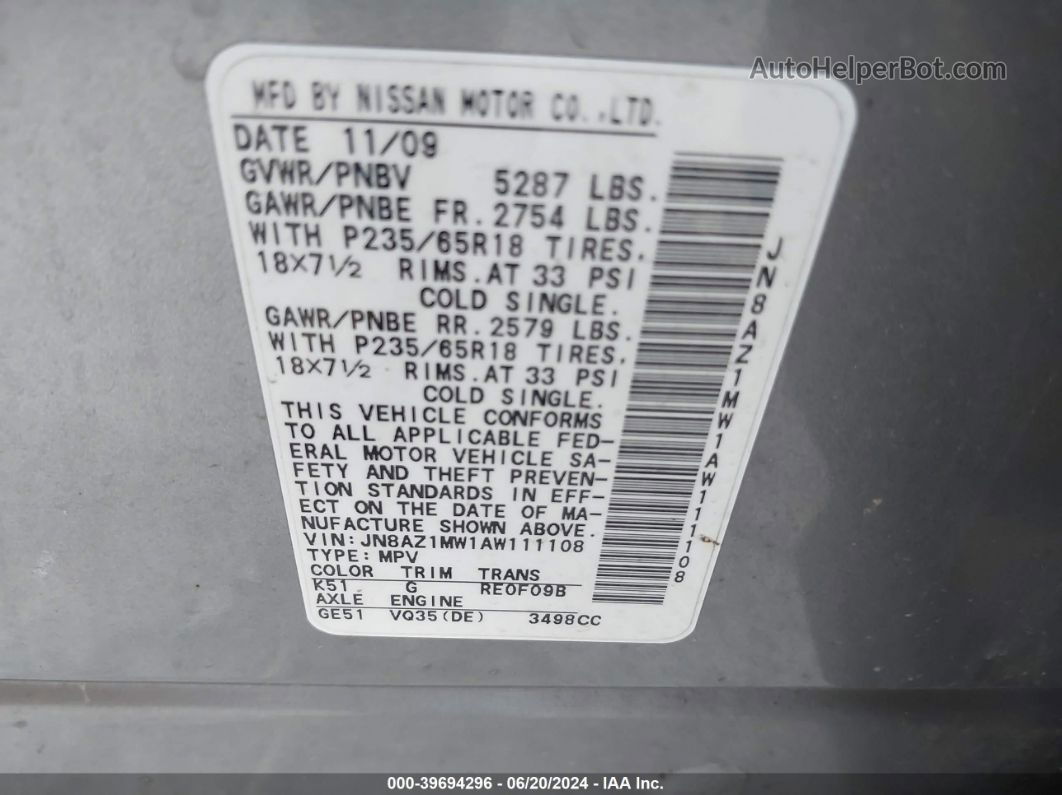 AutoHelperBot.com
MFD BY NISSAN MOTOR CO.,LTD.
DATE 11/09
GVWR/PNBV 5287 LBS.
GAWR/PNBE FR. 2754 LBS.
WITH P235/65R18 TIRES.
18X7 1/2 RIMS.AT 33 PSI
COLD SINGLE.
GAWR/PNBE RR. 2579 LBS.
WITH P235/65R18 TIRES.
18X7 1/2 RIMS.AT 33 PSI
COLD SINGLE.
THIS VEHICLE CONFORMS
TO ALL APPLICABLE FED-
ERAL MOTOR VEHICLE SA-
FETY AND THEFT PREVEN-
TION STANDARDS IN EFF-
ECT ON THE DATE OF MA-
NUFACTURE SHOWN ABOVE.
VIN:JN8AZ1MW1AW111108
TYPE:MPV
COLOR TRIM TRANS
K51 G RE0F09B
AXLE ENGINE
GE51 VQ35(DE) 3498CC
JN8AZ1MW1AW111108
000-39694296 - 06/20/2024 - IAA Inc.